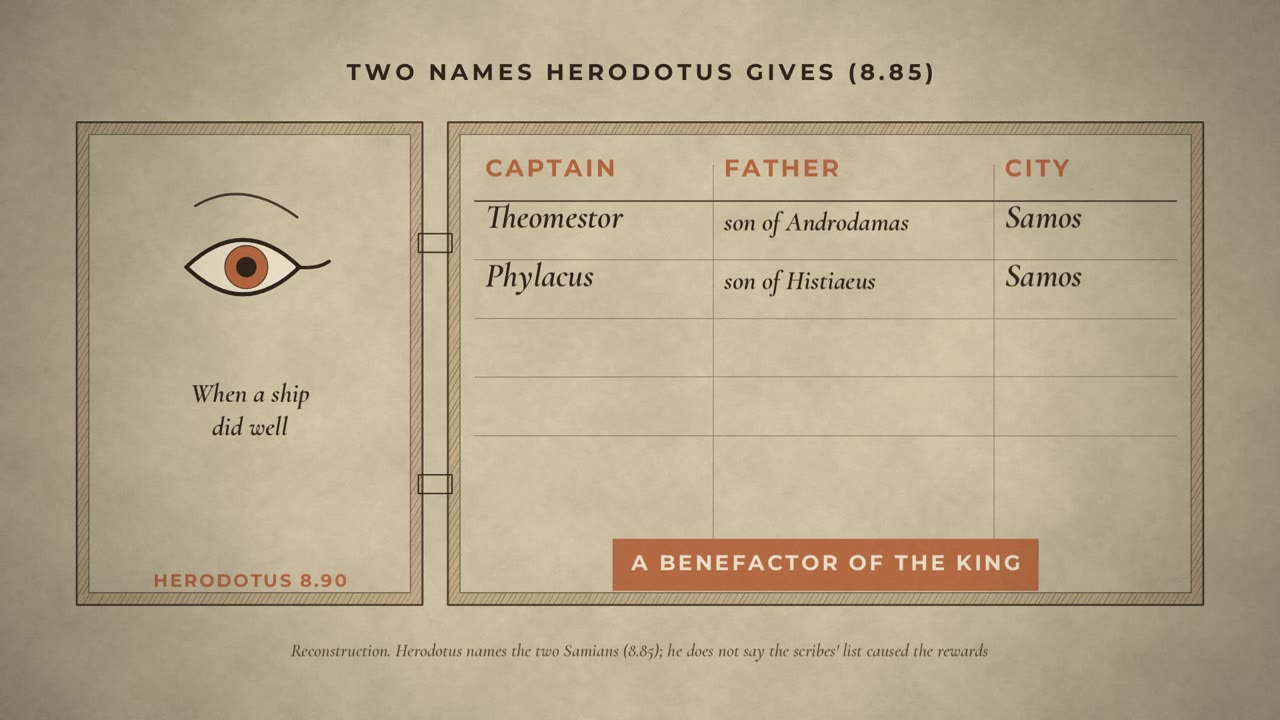 TWO NAMES HERODOTUS GIVES (8.85)
When a ship
did well
HERODOTUS 8.90
CAPTAIN FATHER CITY
Theomestor son of Androdamas Samos
Phylacus son of Histiaeus Samos
A BENEFACTOR OF THE KING
Reconstruction. Herodotus names the two Samians (8.85); he does not say the scribes' list caused the rewards